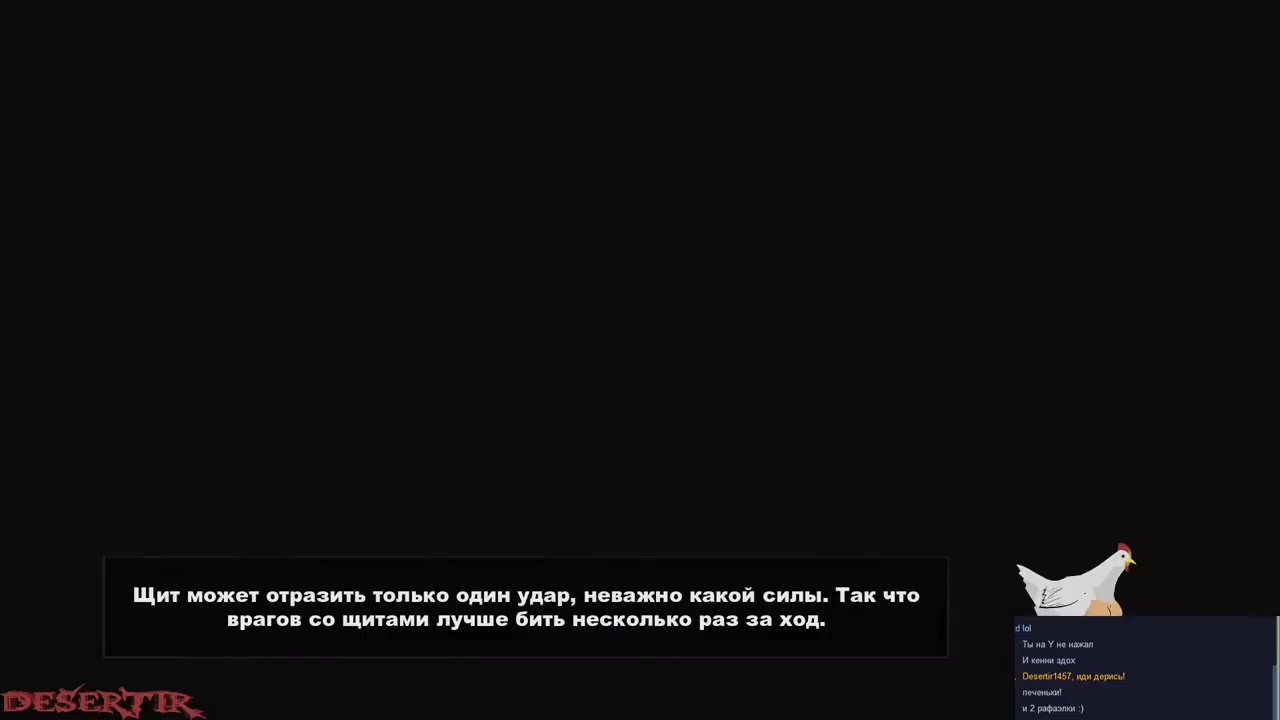 Щит может отразить только один удар, неважно какой силы. Так что
врагов со щитами лучше бить несколько раз за ход.
d lol
Ты на Y не нажал
И кенни здох
Desertir1457, иди дерись!
печеньки!
и 2 рафаэлки :)
DESERTIR